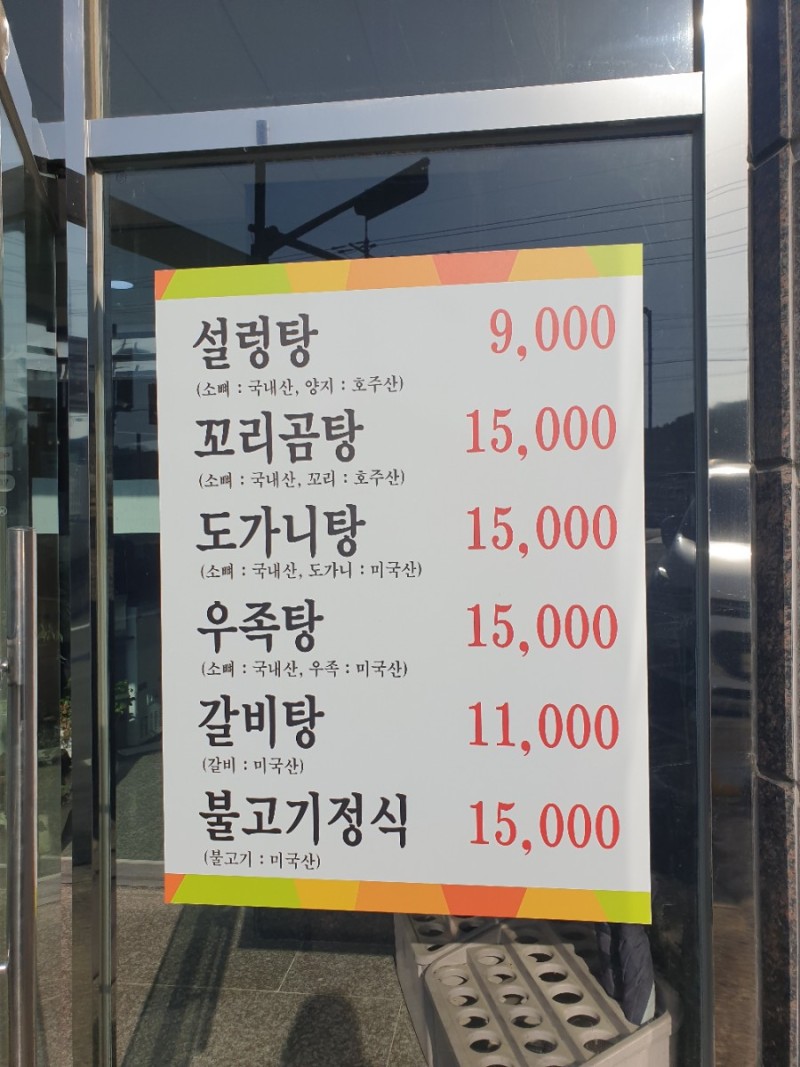 설렁탕 9,000
(소뼈 : 국내산, 양지 : 호주산)
꼬리곰탕 15,000
(소뼈 : 국내산, 꼬리 : 호주산)
도가니탕 15,000
(소뼈 : 국내산, 도가니 : 미국산)
우족탕 15,000
(소뼈 : 국내산, 우족 : 미국산)
갈비탕 11,000
(갈비 : 미국산)
불고기정식 15,000
(불고기 : 미국산)